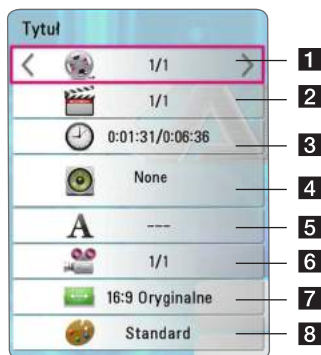 Tytuł
1/1 1
1/1 2
0:01:31/0:06:36 3
None 4
A --- 5
1/1 6
16:9 Oryginalne 7
Standard 8